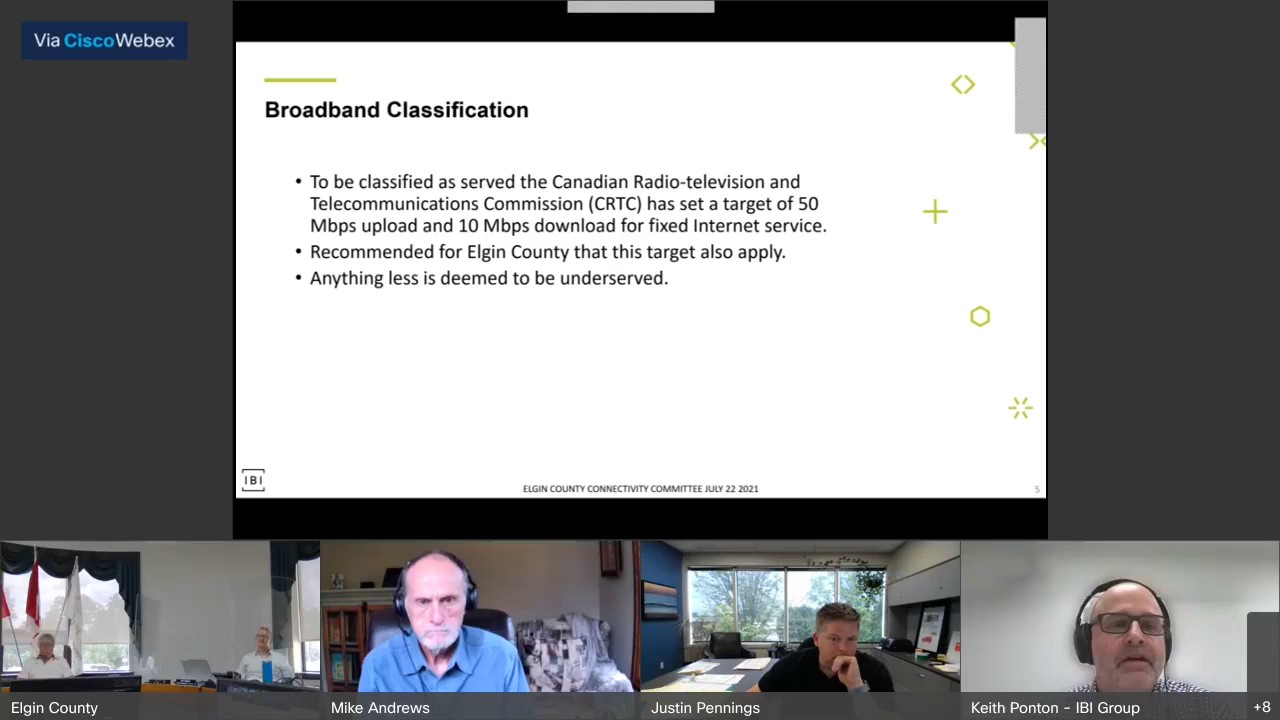 Via Cisco Webex
Broadband Classification
• To be classified as served the Canadian Radio-television and
Telecommunications Commission (CRTC) has set a target of 50
Mbps upload and 10 Mbps download for fixed Internet service.
• Recommended for Elgin County that this target also apply.
• Anything less is deemed to be underserved.
IBI
ELGIN COUNTY CONNECTIVITY COMMITTEE JULY 22 2021
5
Elgin County
Mike Andrews
Justin Pennings
Keith Ponton - IBI Group
+8